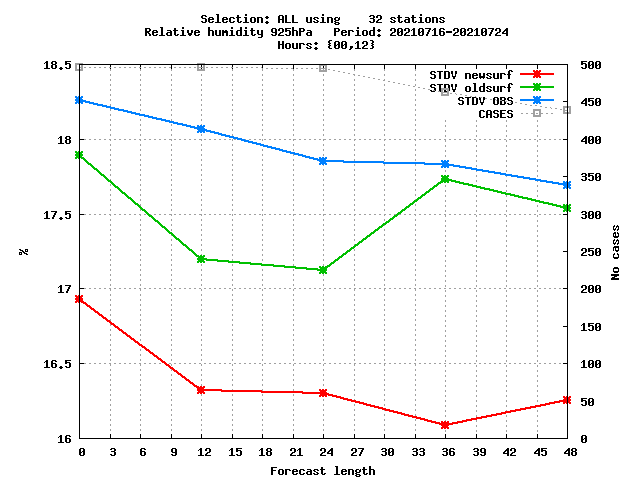 Selection: ALL using    32 stations
Relative humidity 925hPa   Period: 20210716-20210724
Hours: {00,12}
18.5
18
17.5
17
16.5
16
%
500
450
400
350
300
250
200
150
100
50
0
No cases
STDV newsurf
STDV oldsurf
STDV OBS
CASES
0 3 6 9 12 15 18 21 24 27 30 33 36 39 42 45 48
Forecast length